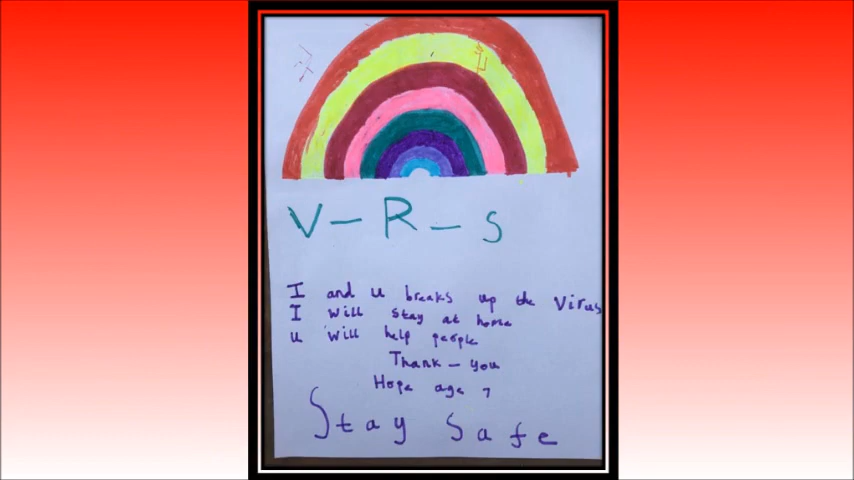 V - R - s
I and u breaks up the Virus
I will stay at home
u will help people
Thank - you
Hope age 7
Stay Safe